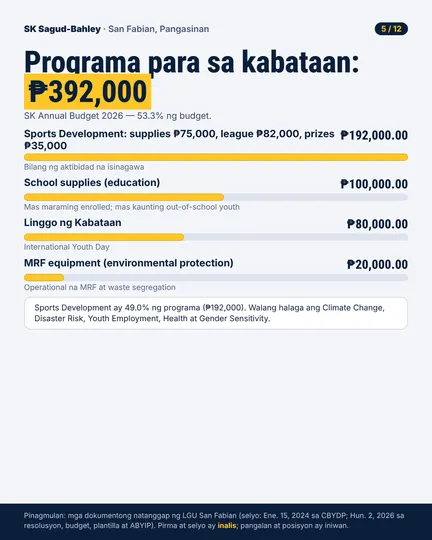 SK Sagud-Bahley · San Fabian, Pangasinan
5 / 12
Programa para sa kabataan:
₱392,000
SK Annual Budget 2026 — 53.3% ng budget.
Sports Development: supplies ₱75,000, league ₱82,000, prizes
₱35,000
₱192,000.00
Bilang ng aktibidad na isinagawa
School supplies (education)
₱100,000.00
Mas maraming enrolled; mas kaunting out-of-school youth
Linggo ng Kabataan
₱80,000.00
International Youth Day
MRF equipment (environmental protection)
₱20,000.00
Operational na MRF at waste segregation
Sports Development ay 49.0% ng programa (₱192,000). Walang halaga ang Climate Change,
Disaster Risk, Youth Employment, Health at Gender Sensitivity.
Pinagmulan: mga dokumentong natanggap ng LGU San Fabian (selyo: Ene. 15, 2024 sa CBYDP; Hun. 2, 2026 sa
resolusyon, budget, plantilla at ABYIP). Pirma at selyo ay inalis; pangalan at posisyon ay iniwan.